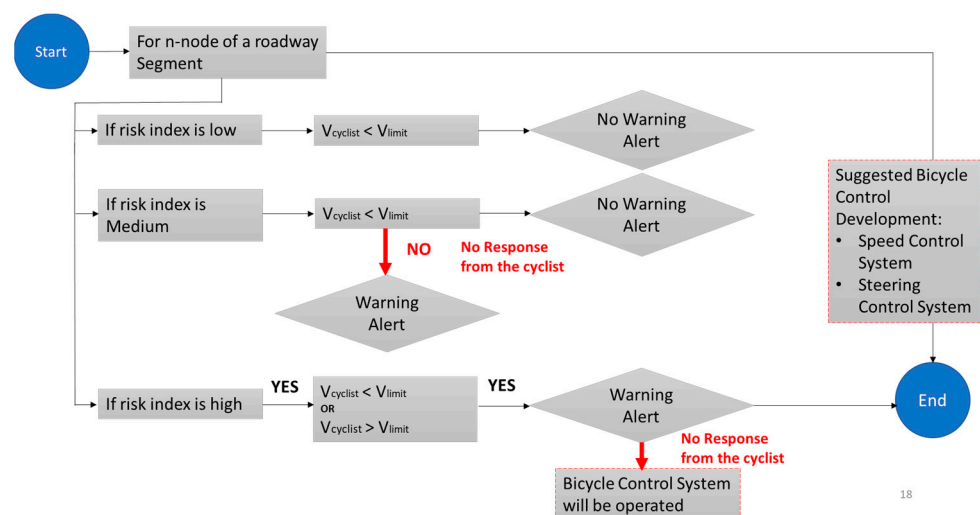 Start
For n-node of a roadway
Segment
If risk index is low
Vcyclist < Vlimit
No Warning
Alert
If risk index is
Medium
Vcyclist < Vlimit
No Warning
Alert
NO
No Response
from the cyclist
Warning
Alert
Suggested Bicycle
Control
Development:
• Speed Control
System
• Steering
Control System
If risk index is high
YES
Vcyclist < Vlimit
OR
Vcyclist > Vlimit
YES
Warning
Alert
End
No Response
from the cyclist
Bicycle Control System
will be operated
18